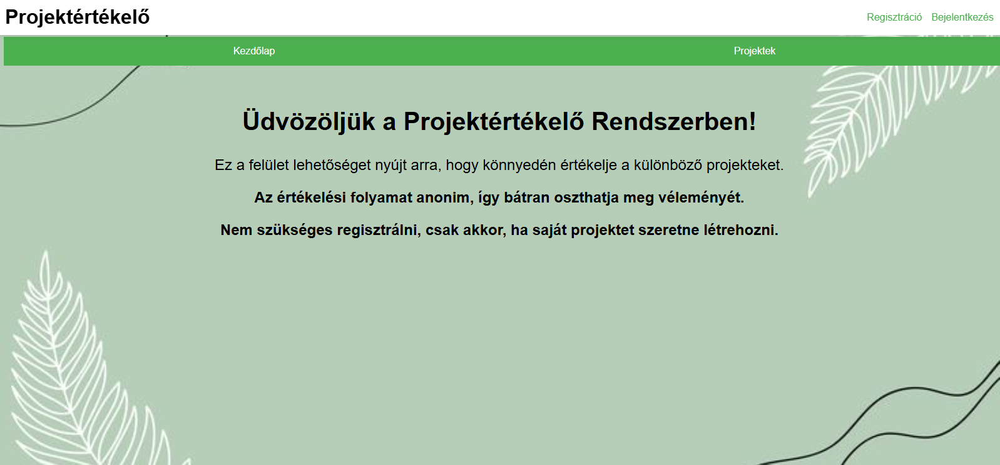 Projektértékelő
Regisztráció Bejelentkezés
Kezdőlap Projektek
Üdvözöljük a Projektértékelő Rendszerben!
Ez a felület lehetőséget nyújt arra, hogy könnyedén értékelje a különböző projekteket.
Az értékelési folyamat anonim, így bátran oszthatja meg véleményét.
Nem szükséges regisztrálni, csak akkor, ha saját projektet szeretne létrehozni.